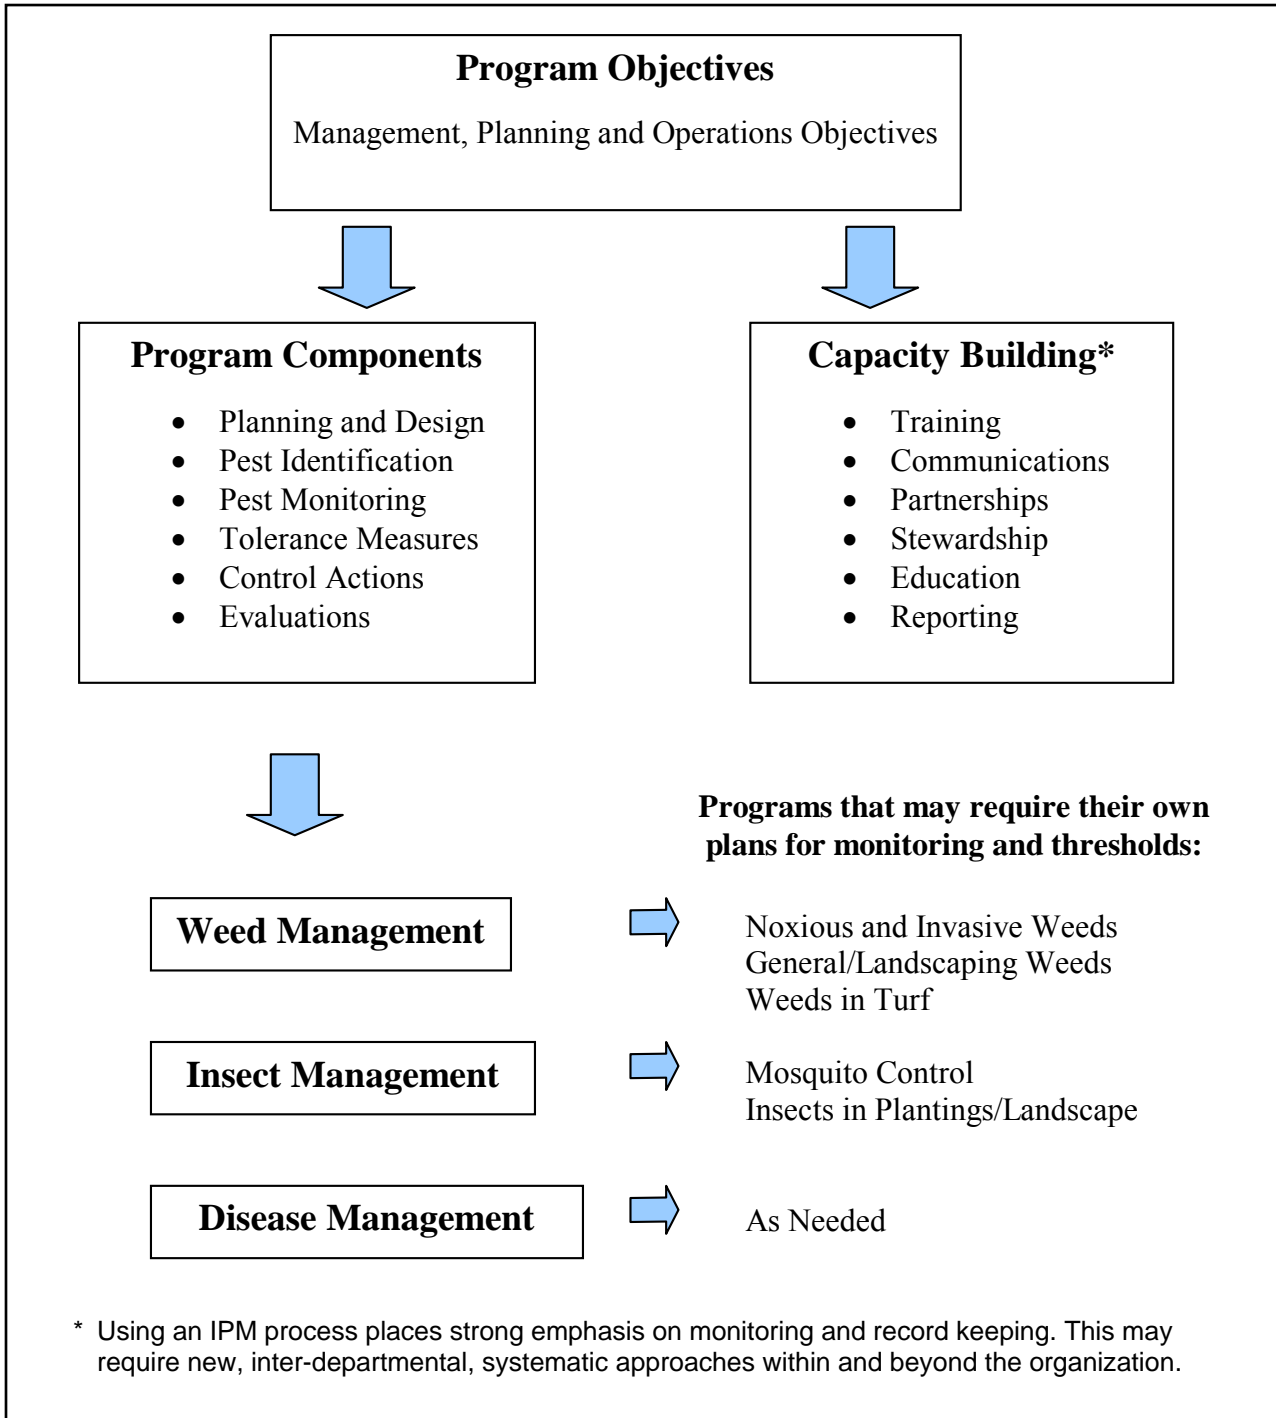 Program Objectives
Management, Planning and Operations Objectives
Program Components
• Planning and Design
• Pest Identification
• Pest Monitoring
• Tolerance Measures
• Control Actions
• Evaluations
Capacity Building*
• Training
• Communications
• Partnerships
• Stewardship
• Education
• Reporting
Programs that may require their own
plans for monitoring and thresholds:
Weed Management
Noxious and Invasive Weeds
General/Landscaping Weeds
Weeds in Turf
Insect Management
Mosquito Control
Insects in Plantings/Landscape
Disease Management
As Needed
* Using an IPM process places strong emphasis on monitoring and record keeping. This may
require new, inter-departmental, systematic approaches within and beyond the organization.